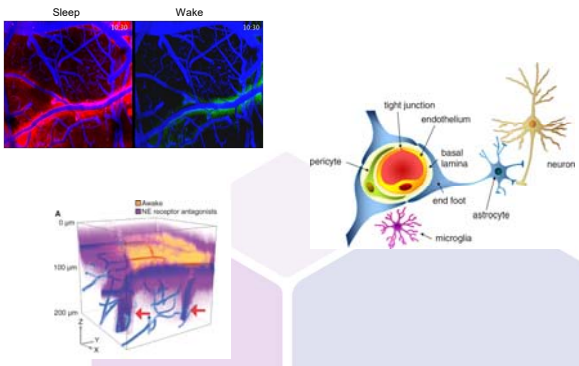 Sleep
Wake
10:30
10:30
tight junction
endothelium
basal
lamina
pericyte
neuron
end foot
astrocyte
microglia
A
Awake
NE receptor antagonists
0 µm
100 µm
200 µm
Z
Y
X